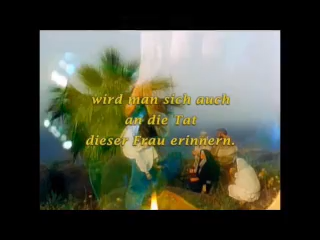 wird man sich auch
an die Tat
dieser Frau erinnern.